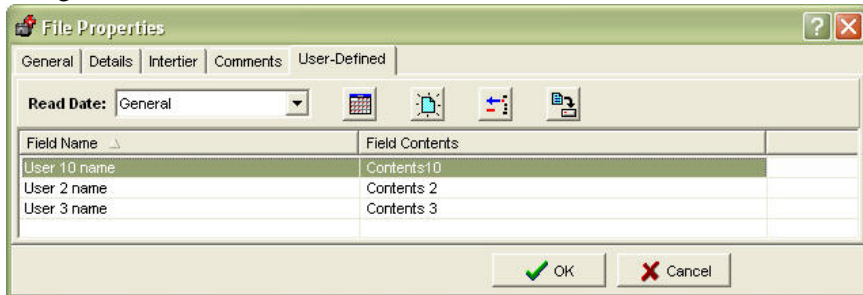 File Properties
General Details Intertier Comments User-Defined
Read Date: General
Field Name Field Contents
User 10 name Contents10
User 2 name Contents 2
User 3 name Contents 3
OK Cancel